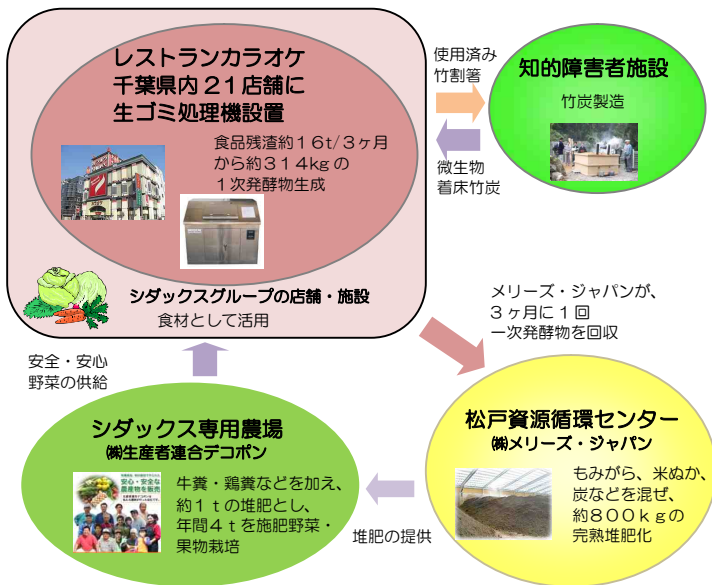 レストランカラオケ
千葉県内21店舗に
生ゴミ処理機設置
食品残渣約16t/3ヶ月
から約314kgの
1次発酵物生成
シダックスグループの店舗・施設
食材として活用
使用済み
竹割箸
微生物
着床竹炭
知的障害者施設
竹炭製造
メリーズ・ジャパンが、
3ヶ月に1回
一次発酵物を回収
松戸資源循環センター
㈱メリーズ・ジャパン
もみがら、米ぬか、
炭などを混ぜ、
約800kgの
完熟堆肥化
堆肥の提供
シダックス専用農場
㈱生産者連合デコポン
安心・安全な
農産物を販売
牛糞・鶏糞などを加え、
約1tの堆肥とし、
年間4tを施肥野菜・
果物栽培
安全・安心
野菜の供給